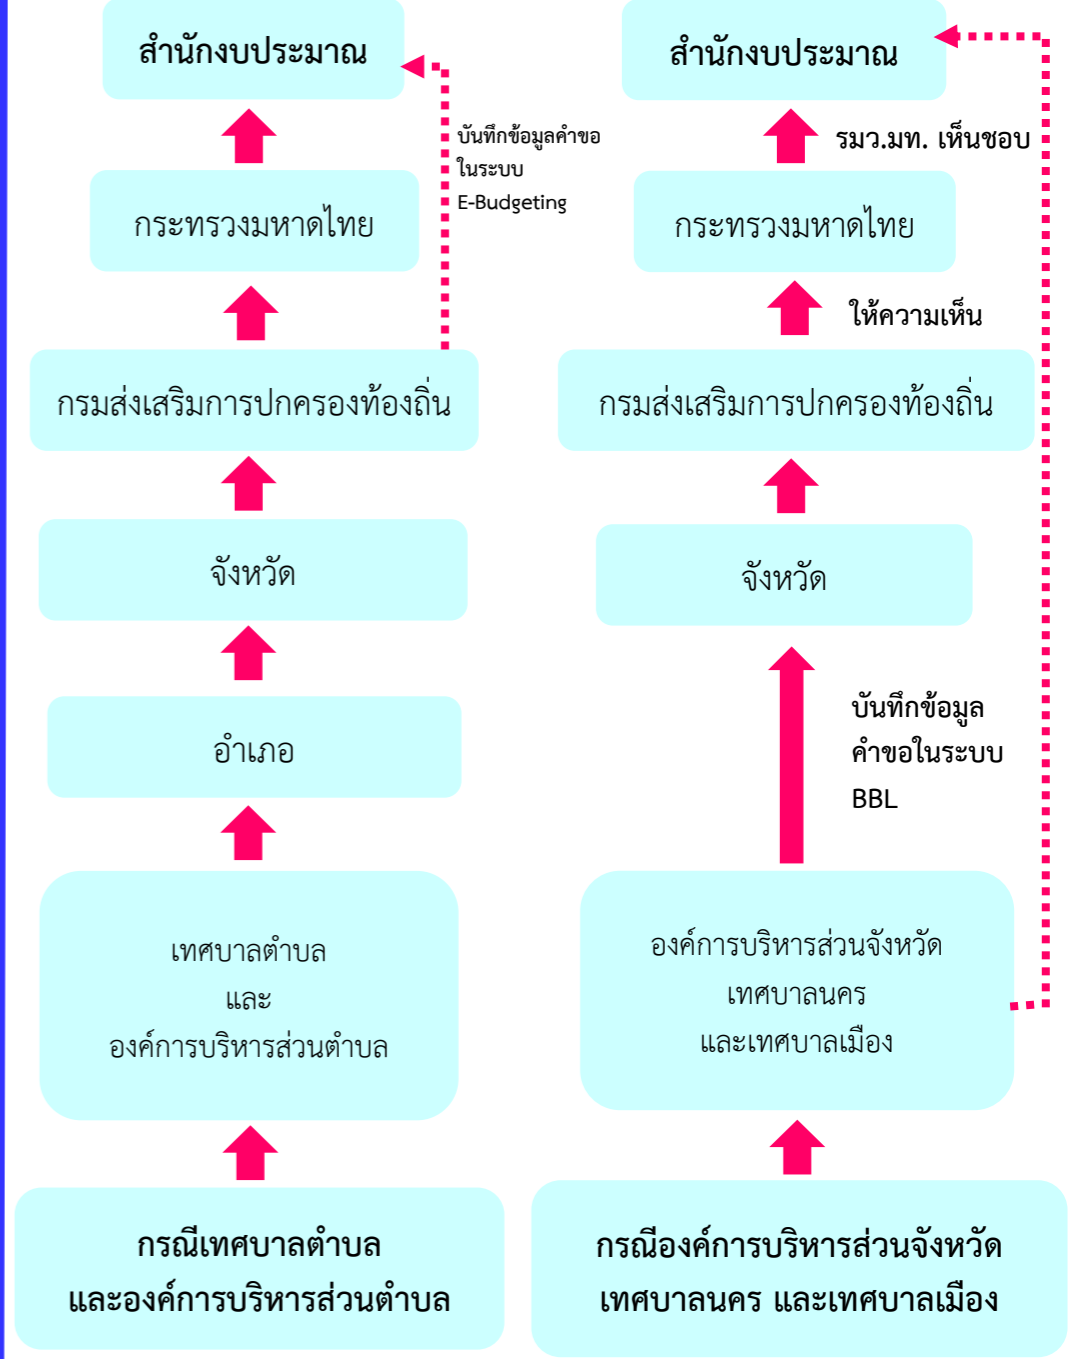 สำนักงบประมาณ
บันทึกข้อมูลคำขอ
ในระบบ
E-Budgeting
กระทรวงมหาดไทย
กรมส่งเสริมการปกครองท้องถิ่น
จังหวัด
อำเภอ
เทศบาลตำบล
และ
องค์การบริหารส่วนตำบล
กรณีเทศบาลตำบล
และองค์การบริหารส่วนตำบล
สำนักงบประมาณ
รมว.มท. เห็นชอบ
กระทรวงมหาดไทย
ให้ความเห็น
กรมส่งเสริมการปกครองท้องถิ่น
จังหวัด
บันทึกข้อมูล
คำขอในระบบ
BBL
องค์การบริหารส่วนจังหวัด
เทศบาลนคร
และเทศบาลเมือง
กรณีองค์การบริหารส่วนจังหวัด
เทศบาลนคร และเทศบาลเมือง